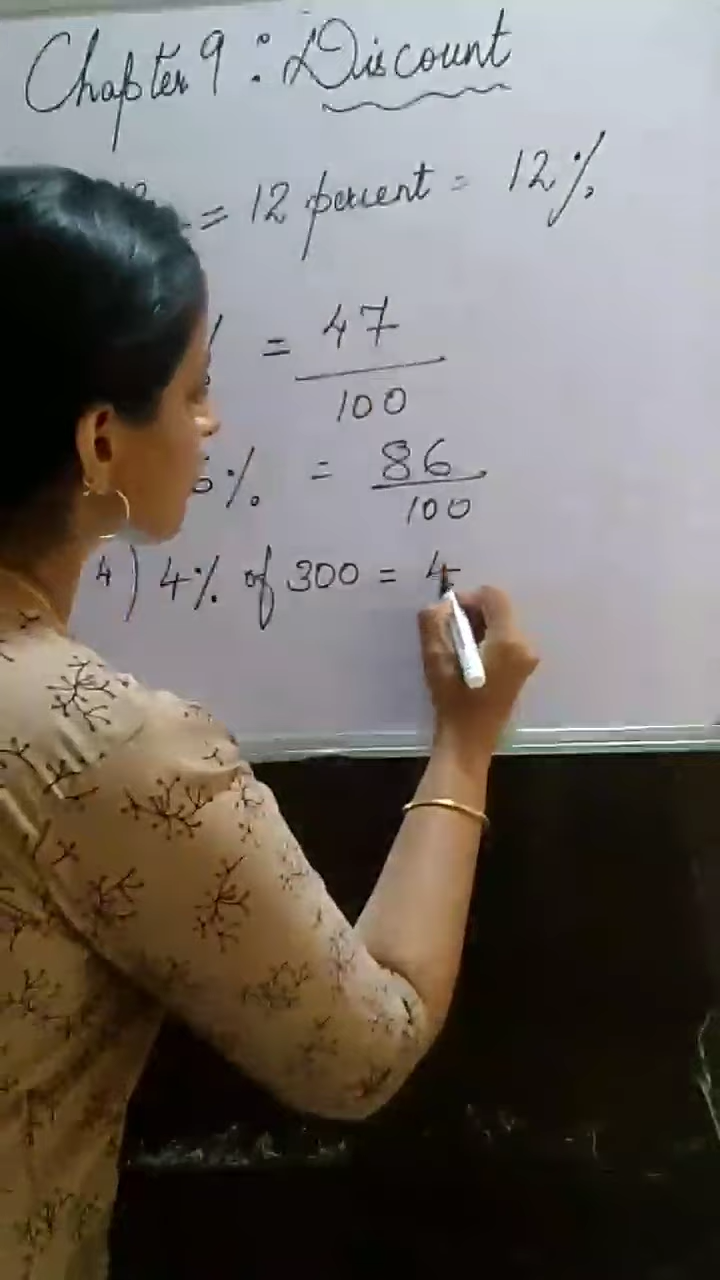 Chapter 9 : Discount
= 12 percent = 12%
= 47
100
% = 86
100
4) 4% of 300 = 4